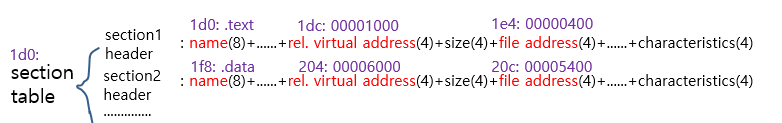 1d0: .text 1dc: 00001000 1e4: 00000400
section1
header
: name(8)+......+rel. virtual address(4)+size(4)+file address(4)+......+characteristics(4)
1d0:
section
table
1f8: .data 204: 00006000 20c: 00005400
section2
header
: name(8)+......+rel. virtual address(4)+size(4)+file address(4)+......+characteristics(4)
..............